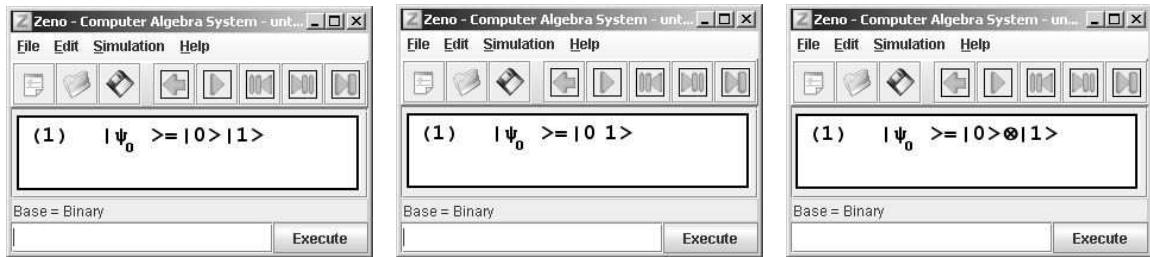 Zeno - Computer Algebra System - unt...
File Edit Simulation Help
(1) |ψ₀ >=|0>|1>
Base = Binary
Execute
Zeno - Computer Algebra System - unt...
File Edit Simulation Help
(1) |ψ₀ >=|0 1>
Base = Binary
Execute
Zeno - Computer Algebra System - un...
File Edit Simulation Help
(1) |ψ₀ >=|0>⊗|1>
Base = Binary
Execute